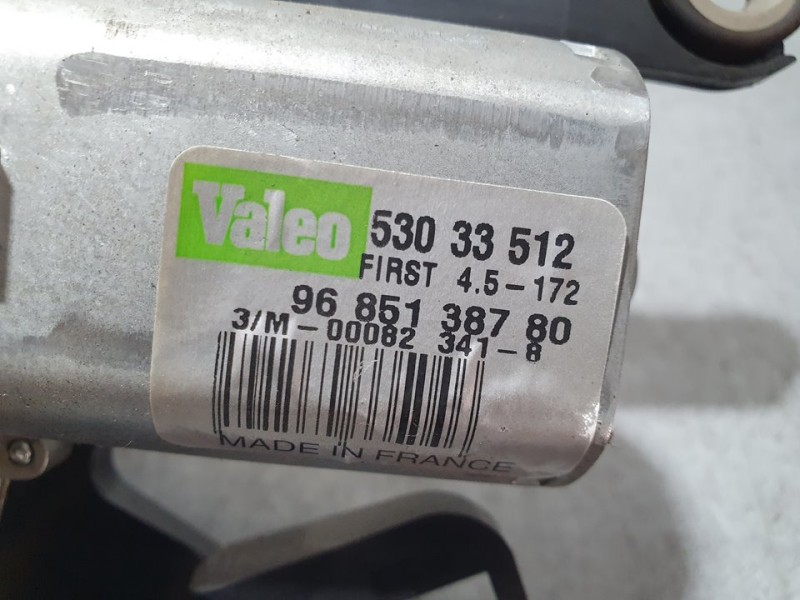 Valeo 530 33 512
FIRST 4.5-172
96 851 387 80
3/M-00082 341-8
MADE IN FRANCE